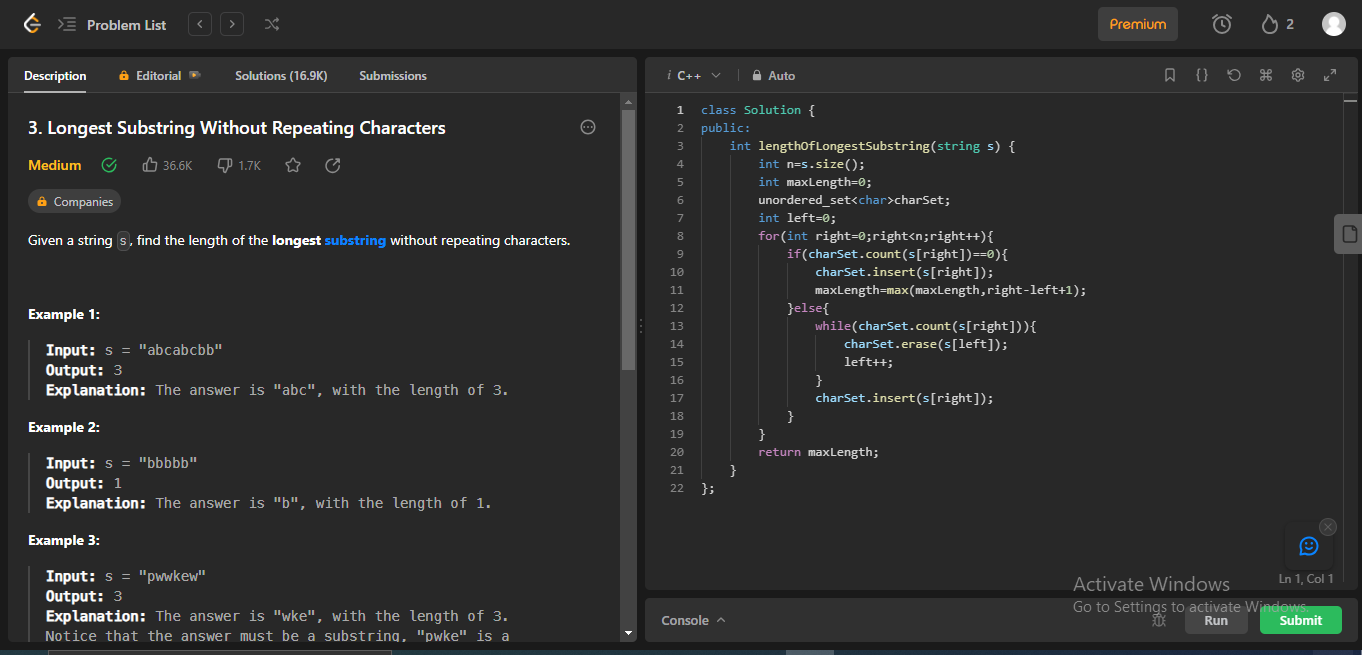 Problem List
Premium
2
Description
Editorial
Solutions (16.9K)
Submissions
3. Longest Substring Without Repeating Characters
Medium
36.6K
1.7K
Companies
Given a string s, find the length of the longest substring without repeating characters.
Example 1:
Input: s = "abcabcbb"
Output: 3
Explanation: The answer is "abc", with the length of 3.
Example 2:
Input: s = "bbbbb"
Output: 1
Explanation: The answer is "b", with the length of 1.
Example 3:
Input: s = "pwwkew"
Output: 3
Explanation: The answer is "wke", with the length of 3.
Notice that the answer must be a substring, "pwke" is a
i C++
Auto
1 class Solution {
2 public:
3     int lengthOfLongestSubstring(string s) {
4         int n=s.size();
5         int maxLength=0;
6         unordered_set<char>charSet;
7         int left=0;
8         for(int right=0;right<n;right++){
9             if(charSet.count(s[right])==0){
10                 charSet.insert(s[right]);
11                 maxLength=max(maxLength,right-left+1);
12             }else{
13                 while(charSet.count(s[right])){
14                     charSet.erase(s[left]);
15                     left++;
16                 }
17                 charSet.insert(s[right]);
18             }
19         }
20         return maxLength;
21     }
22 };
Ln 1, Col 1
Activate Windows
Go to Settings to activate Windows.
Console
Run
Submit